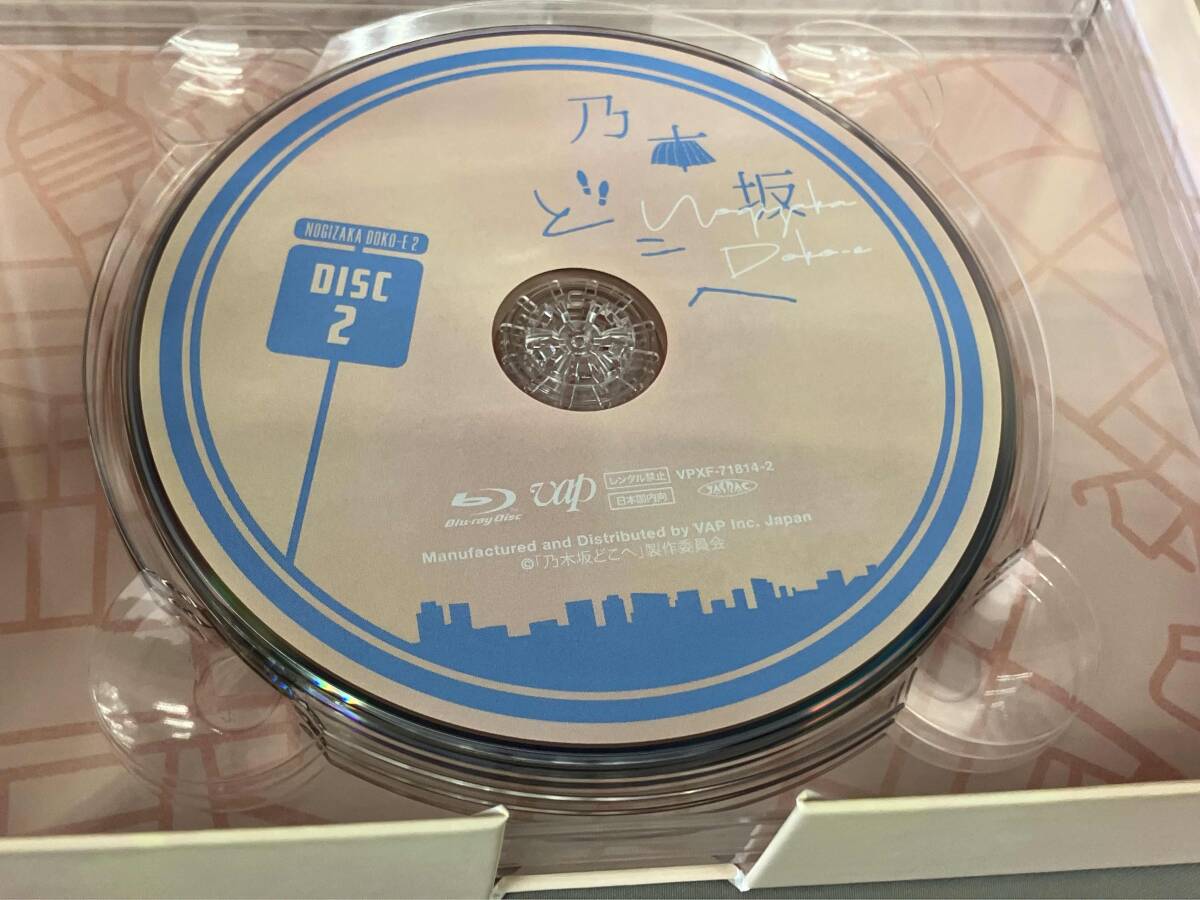 乃木坂
どこへ
Nogizaka
Doko-e
NOGIZAKA DOKO-E 2
DISC
2
Blu-ray Disc
vap
レンタル禁止
VPXF-71814-2
日本国内向
JASRAC
Manufactured and Distributed by VAP Inc. Japan
©「乃木坂どこへ」製作委員会